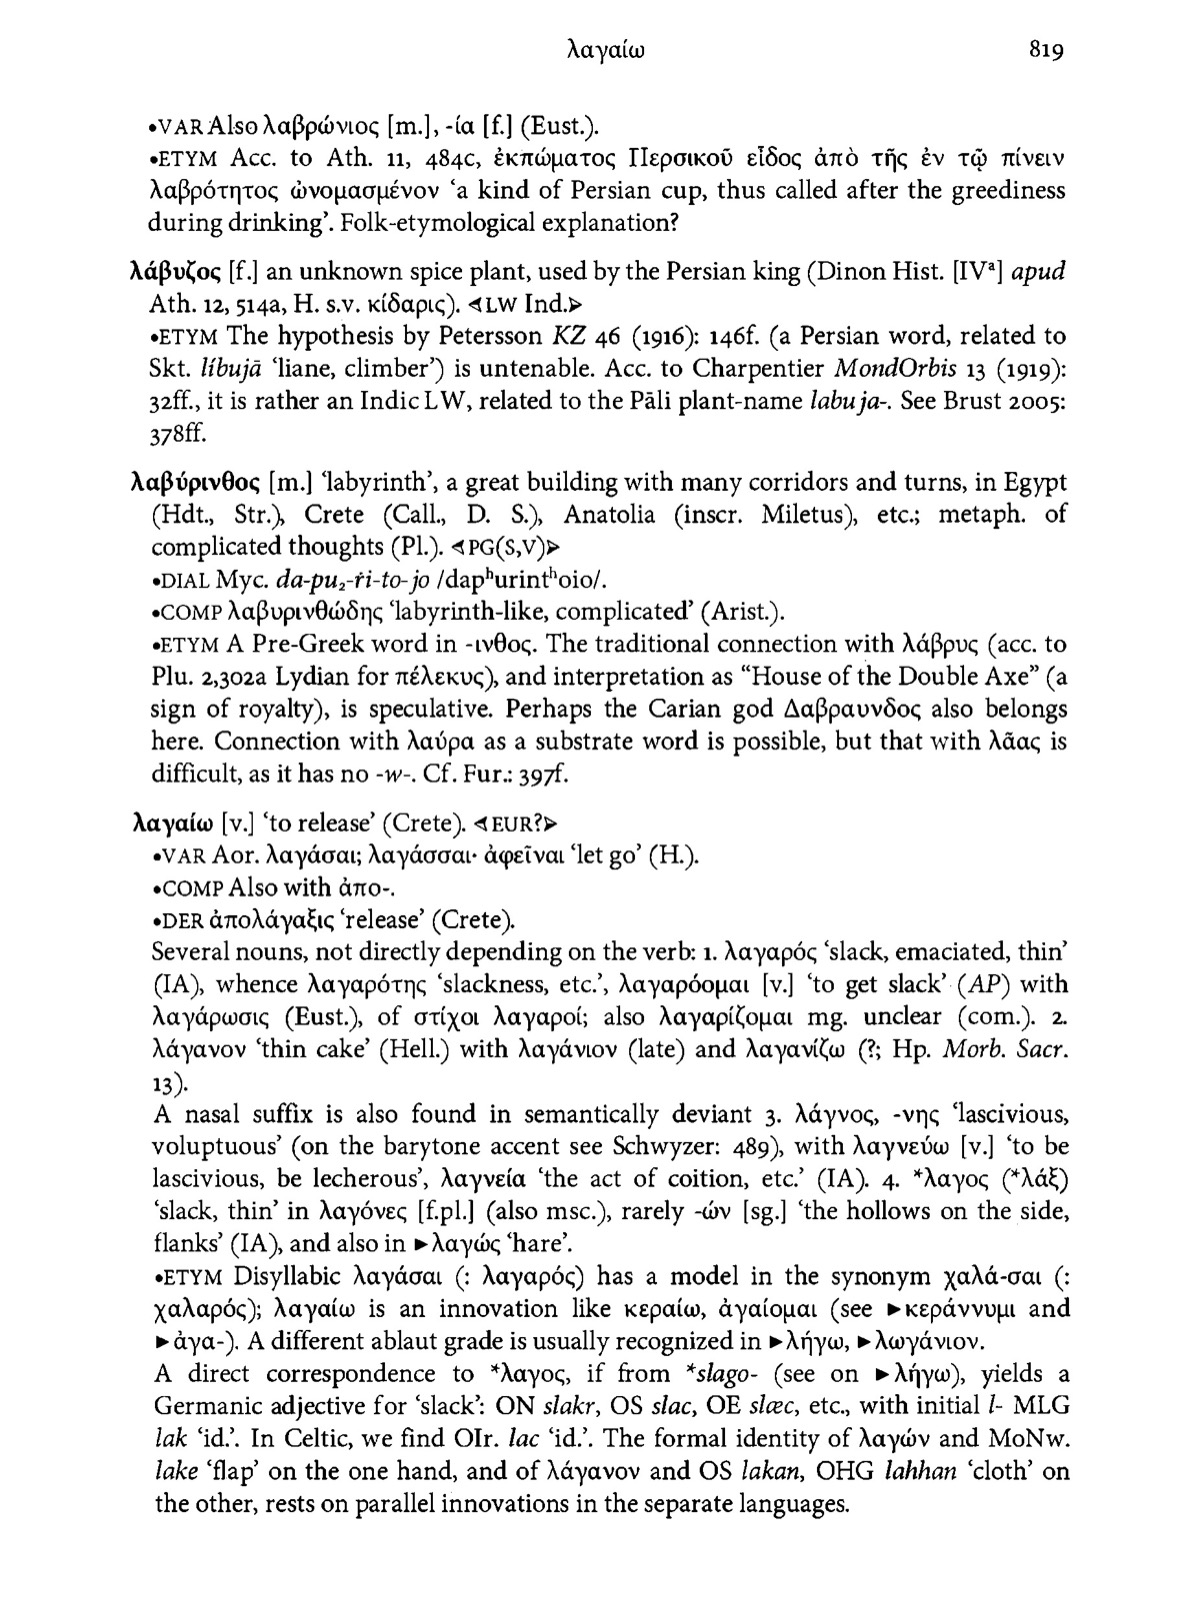 λαγαίω 819
•VAR Also λαβρώνιος [m.], -ία [f.] (Eust.).
•ETYM Acc. to Ath. 11, 484c, ἐκπώματος Περσικοῦ εἶδος ἀπὸ τῆς ἐν τῷ πίνειν
λαβρότητος ὠνομασμένον ‘a kind of Persian cup, thus called after the greediness
during drinking’. Folk-etymological explanation?
λάβυζος [f.] an unknown spice plant, used by the Persian king (Dinon Hist. [IVᵃ] apud
Ath. 12, 514a, H. s.v. κίδαρις). ⊲LW Ind.⊳
•ETYM The hypothesis by Petersson KZ 46 (1916): 146f. (a Persian word, related to
Skt. líbujā ‘liane, climber’) is untenable. Acc. to Charpentier MondOrbis 13 (1919):
32ff., it is rather an Indic LW, related to the Pāli plant-name labuja-. See Brust 2005:
378ff.
λαβύρινθος [m.] ‘labyrinth’, a great building with many corridors and turns, in Egypt
(Hdt., Str.), Crete (Call., D. S.), Anatolia (inscr. Miletus), etc.; metaph. of
complicated thoughts (Pl.). ⊲PG(S,V)⊳
•DIAL Myc. da-pu₂-ri-to-jo /dapʰurintʰoio/.
•COMP λαβυρινθώδης ‘labyrinth-like, complicated’ (Arist.).
•ETYM A Pre-Greek word in -ινθος. The traditional connection with λάβρυς (acc. to
Plu. 2,302a Lydian for πέλεκυς), and interpretation as “House of the Double Axe” (a
sign of royalty), is speculative. Perhaps the Carian god Δαβραυνδος also belongs
here. Connection with λαύρα as a substrate word is possible, but that with λᾶας is
difficult, as it has no -w-. Cf. Fur.: 397f.
λαγαίω [v.] ‘to release’ (Crete). ⊲EUR?⊳
•VAR Aor. λαγάσαι; λαγάσσαι· ἀφεῖναι ‘let go’ (H.).
•COMP Also with ἀπο-.
•DER ἀπολάγαξις ‘release’ (Crete).
Several nouns, not directly depending on the verb: 1. λαγαρός ‘slack, emaciated, thin’
(IA), whence λαγαρότης ‘slackness, etc.’, λαγαρόομαι [v.] ‘to get slack’ (AP) with
λαγάρωσις (Eust.), of στίχοι λαγαροί; also λαγαρίζομαι mg. unclear (com.). 2.
λάγανον ‘thin cake’ (Hell.) with λαγάνιον (late) and λαγανίζω (?; Hp. Morb. Sacr.
13).
A nasal suffix is also found in semantically deviant 3. λάγνος, -νης ‘lascivious,
voluptuous’ (on the barytone accent see Schwyzer: 489), with λαγνεύω [v.] ‘to be
lascivious, be lecherous’, λαγνεία ‘the act of coition, etc.’ (IA). 4. *λαγος (*λάξ)
‘slack, thin’ in λαγόνες [f.pl.] (also msc.), rarely -ών [sg.] ‘the hollows on the side,
flanks’ (IA), and also in ►λαγώς ‘hare’.
•ETYM Disyllabic λαγάσαι (: λαγαρός) has a model in the synonym χαλά-σαι (:
χαλαρός); λαγαίω is an innovation like κεραίω, ἀγαίομαι (see ►κεράννυμι and
►ἀγα-). A different ablaut grade is usually recognized in ►λήγω, ►λωγάνιον.
A direct correspondence to *λαγος, if from *slago- (see on ►λήγω), yields a
Germanic adjective for ‘slack’: ON slakr, OS slac, OE slæc, etc., with initial l- MLG
lak ‘id.’. In Celtic, we find OIr. lac ‘id.’. The formal identity of λαγών and MoNw.
lake ‘flap’ on the one hand, and of λάγανον and OS lakan, OHG lahhan ‘cloth’ on
the other, rests on parallel innovations in the separate languages.